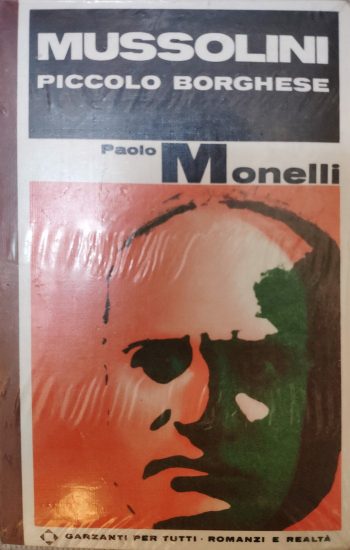 MUSSOLINI
PICCOLO BORGHESE
Paolo Monelli
GARZANTI PER TUTTI · ROMANZI E REALTÀ